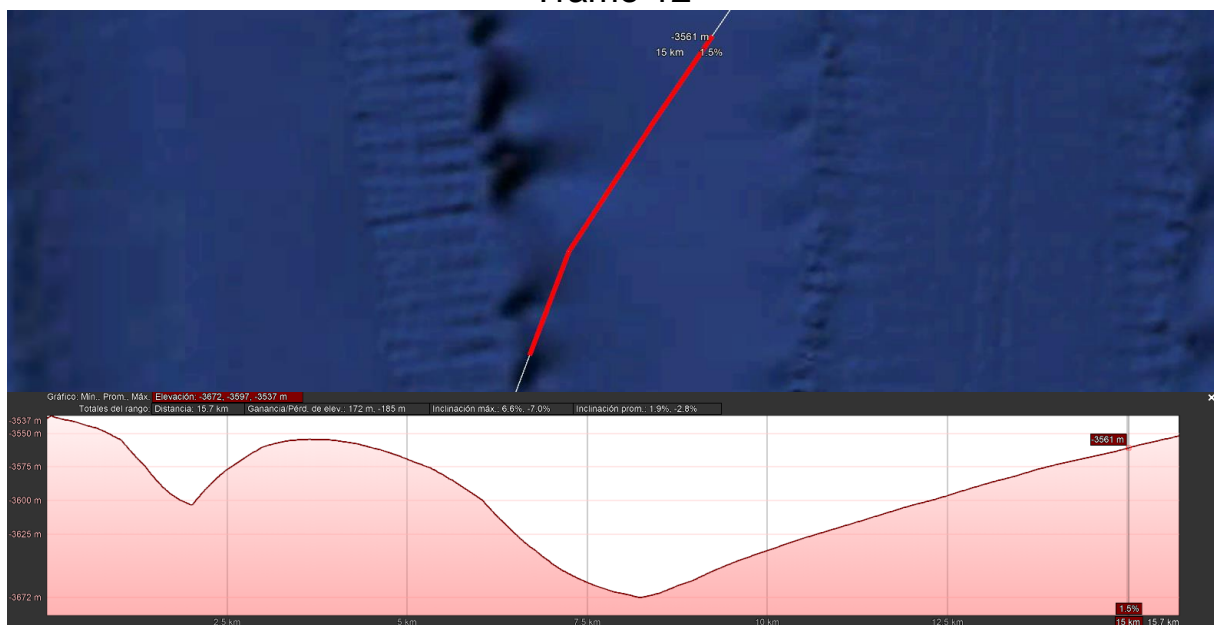 -3561 m
15 km 1.5%
Gráfico: Mín., Prom., Máx. Elevación: -3672, -3597, -3537 m
Totales del rango: Distancia: 15.7 km Ganancia/Pérd. de elev.: 172 m, -185 m Inclinación máx.: 6.6%, -7.0% Inclinación prom.: 1.9%, -2.8%
-3537 m
-3550 m
-3561 m
-3575 m
-3600 m
-3625 m
-3672 m
1.5%
2.5 km 5 km 7.5 km 10 km 12.5 km 15 km 15.7 km